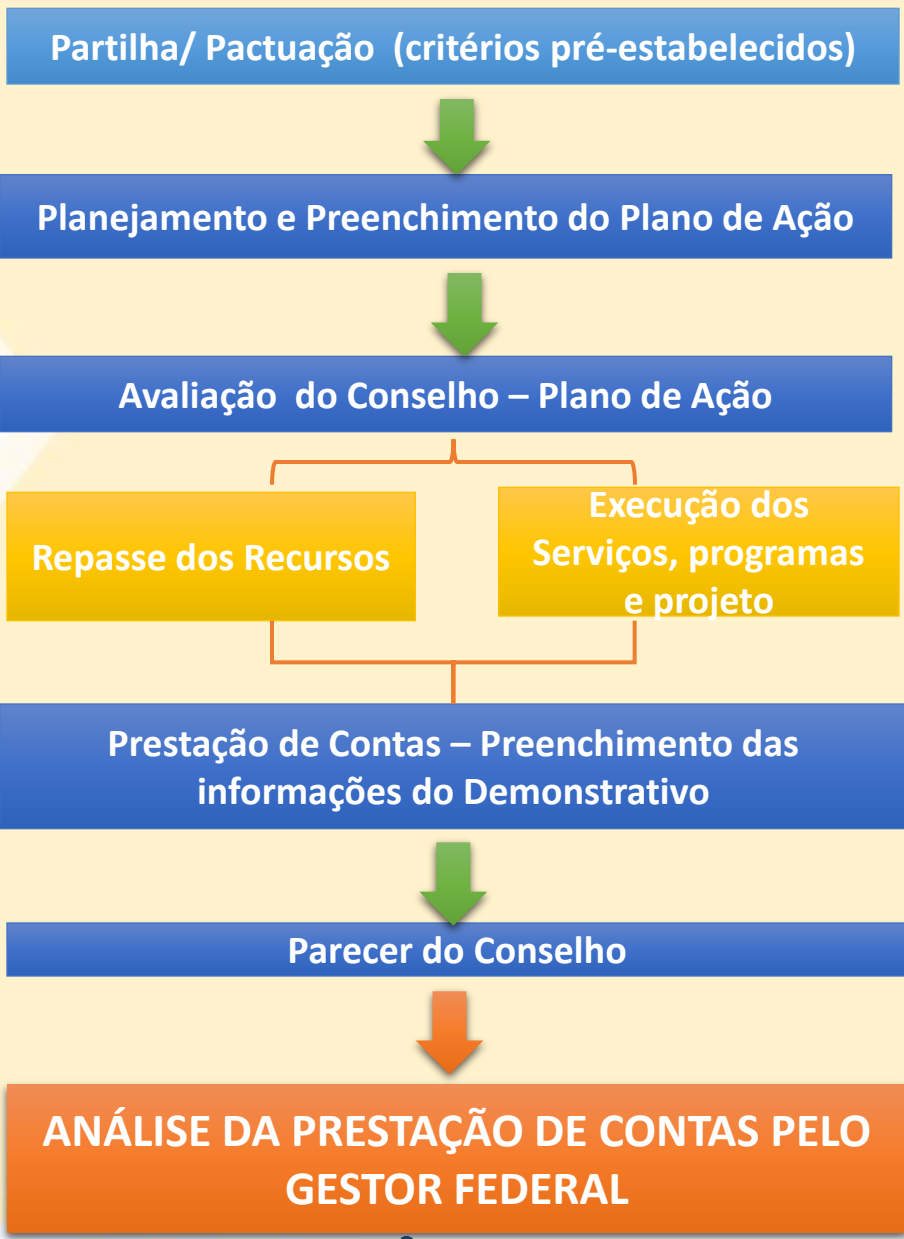 Partilha/ Pactuação (critérios pré-estabelecidos)
Planejamento e Preenchimento do Plano de Ação
Avaliação do Conselho – Plano de Ação
Repasse dos Recursos
Execução dos
Serviços, programas
e projeto
Prestação de Contas – Preenchimento das
informações do Demonstrativo
Parecer do Conselho
ANÁLISE DA PRESTAÇÃO DE CONTAS PELO
GESTOR FEDERAL